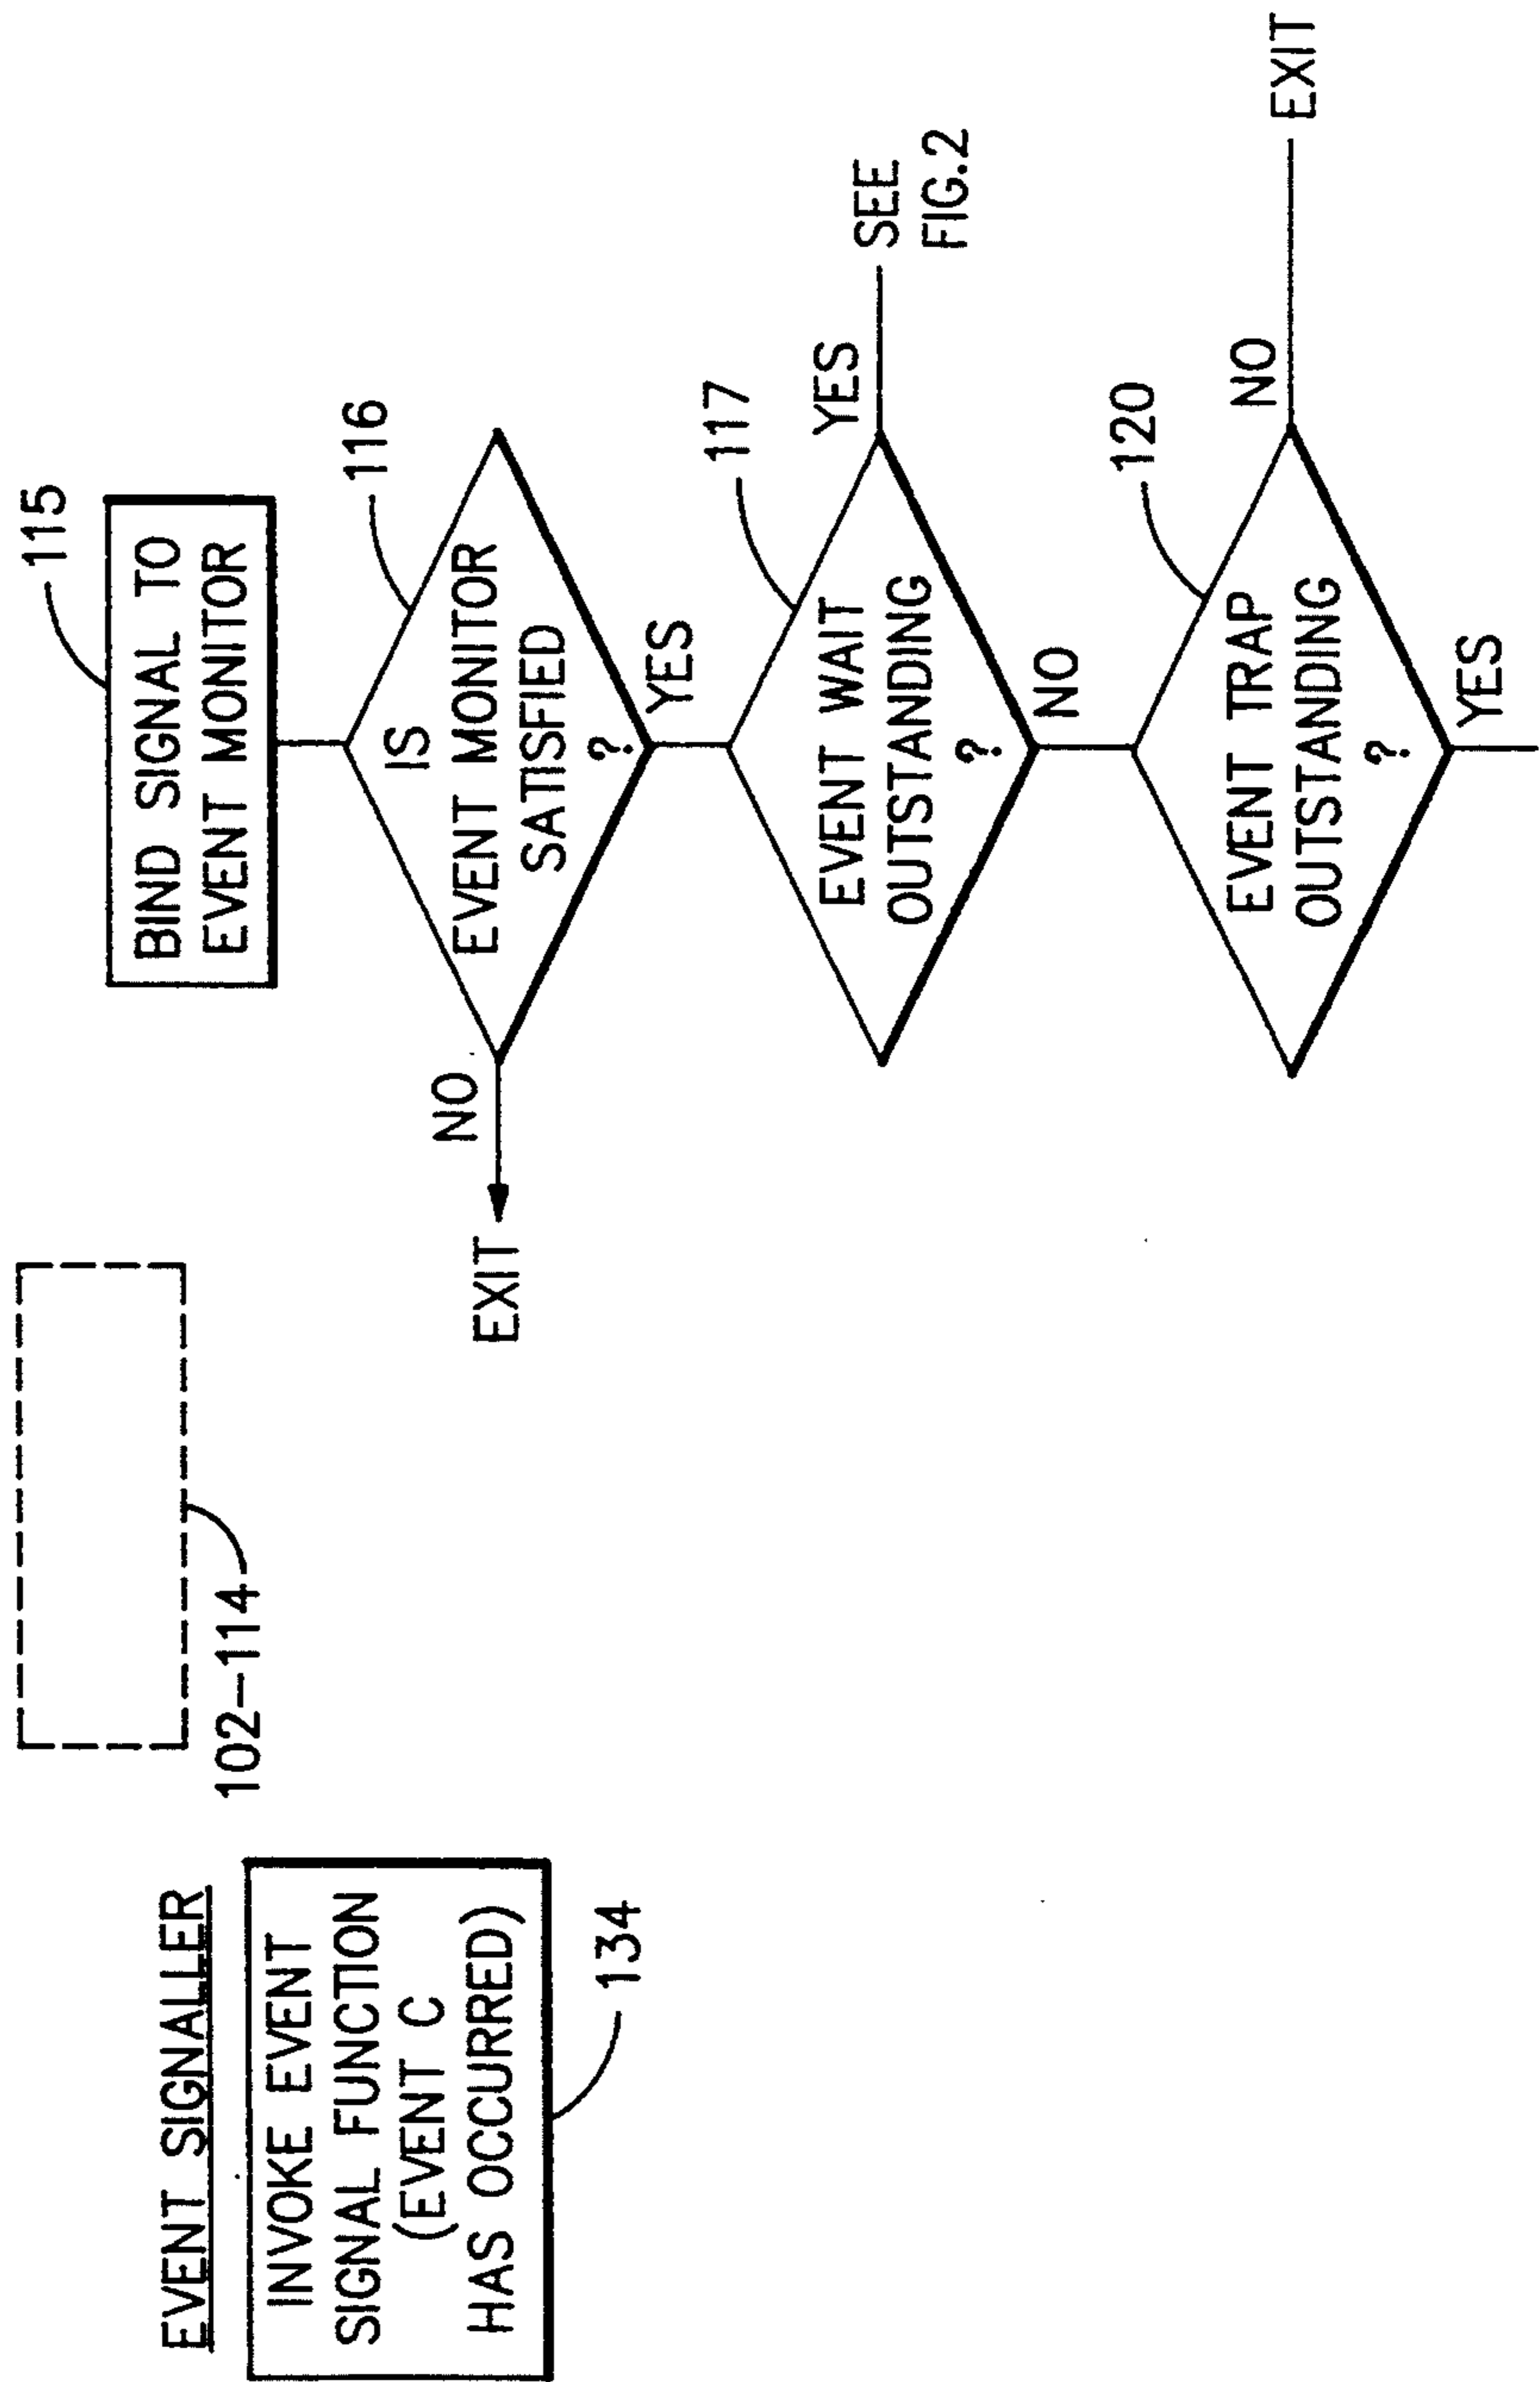 EVENT SIGNALLER
INVOKE EVENT
SIGNAL FUNCTION
(EVENT C
HAS OCCURRED)
134
102-114
115
BIND SIGNAL TO
EVENT MONITOR
116
IS
EVENT MONITOR
SATISFIED
?
NO
EXIT
YES
117
EVENT WAIT
OUTSTANDING
?
YES
SEE
FIG.2
NO
120
EVENT TRAP
OUTSTANDING
?
NO
EXIT
YES